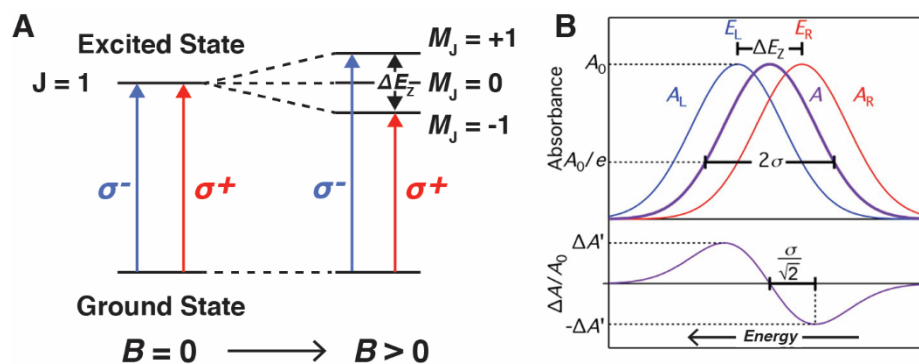 A
Excited State
J = 1
M_J = +1
ΔE_Z
M_J = 0
M_J = -1
σ-
σ+
σ-
σ+
Ground State
B = 0
B > 0
B
E_L
E_R
ΔE_Z
A_0
A_L
A
A_R
Absorbance
A_0/e
2σ
ΔA'
σ/√2
ΔA/A_0
-ΔA'
Energy